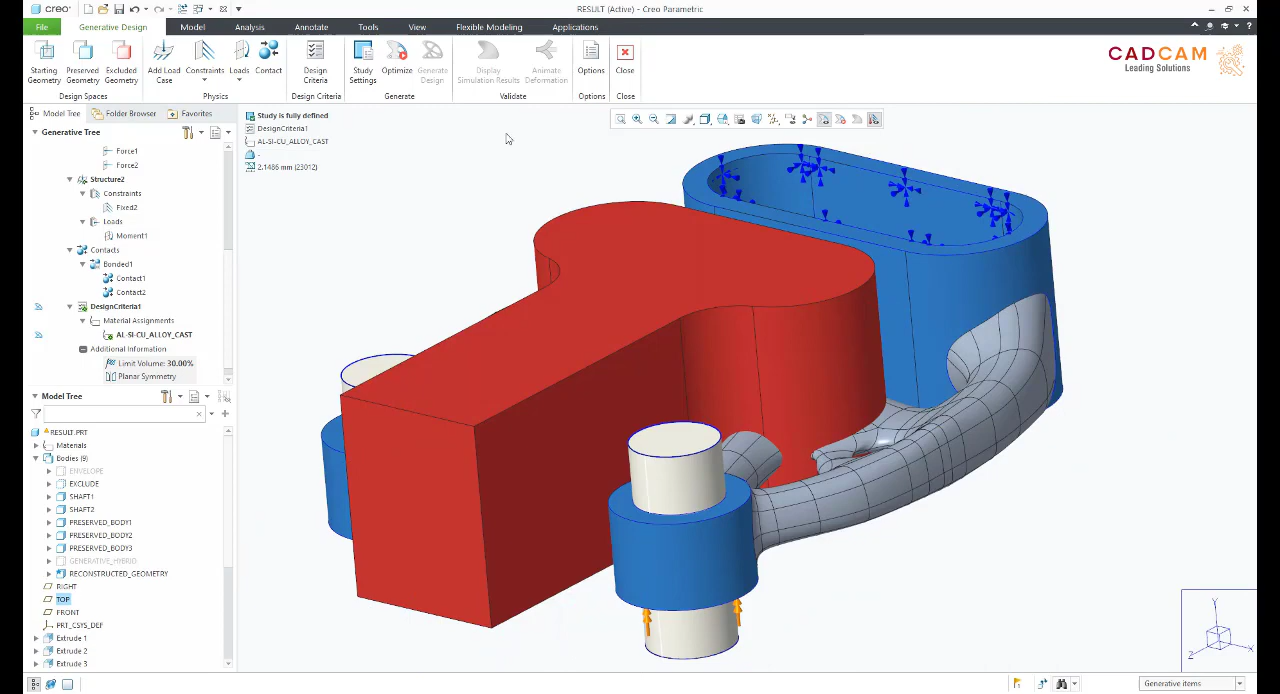 creo
RESULT (Active) - Creo Parametric
File
Generative Design
Model
Analysis
Annotate
Tools
View
Flexible Modeling
Applications
Starting Geometry
Preserved Geometry
Excluded Geometry
Add Load Case
Constraints
Loads
Contact
Design Criteria
Study Settings
Optimize
Generate Design
Display Simulation Results
Animate Deformation
Options
Close
Design Spaces
Physics
Design Criteria
Generate
Validate
Options
Close
CADCAM
Leading Solutions
Model Tree
Folder Browser
Favorites
Generative Tree
Force1
Force2
Structure2
Constraints
Fixed2
Loads
Moment1
Contacts
Bonded1
Contact1
Contact2
DesignCriteria1
Material Assignments
AL-SI-CU_ALLOY_CAST
Additional Information
Limit Volume: 30.00%
Planar Symmetry
Model Tree
RESULT.PRT
Materials
Bodies (9)
ENVELOPE
EXCLUDE
SHAFT1
SHAFT2
PRESERVED_BODY1
PRESERVED_BODY2
PRESERVED_BODY3
GENERATIVE_HYBRID
RECONSTRUCTED_GEOMETRY
RIGHT
TOP
FRONT
PRT_CSYS_DEF
Extrude 1
Extrude 2
Extrude 3
Study is fully defined
DesignCriteria1
AL-SI-CU_ALLOY_CAST
-
2.1486 mm (23012)
Y
X
Z
Generative items